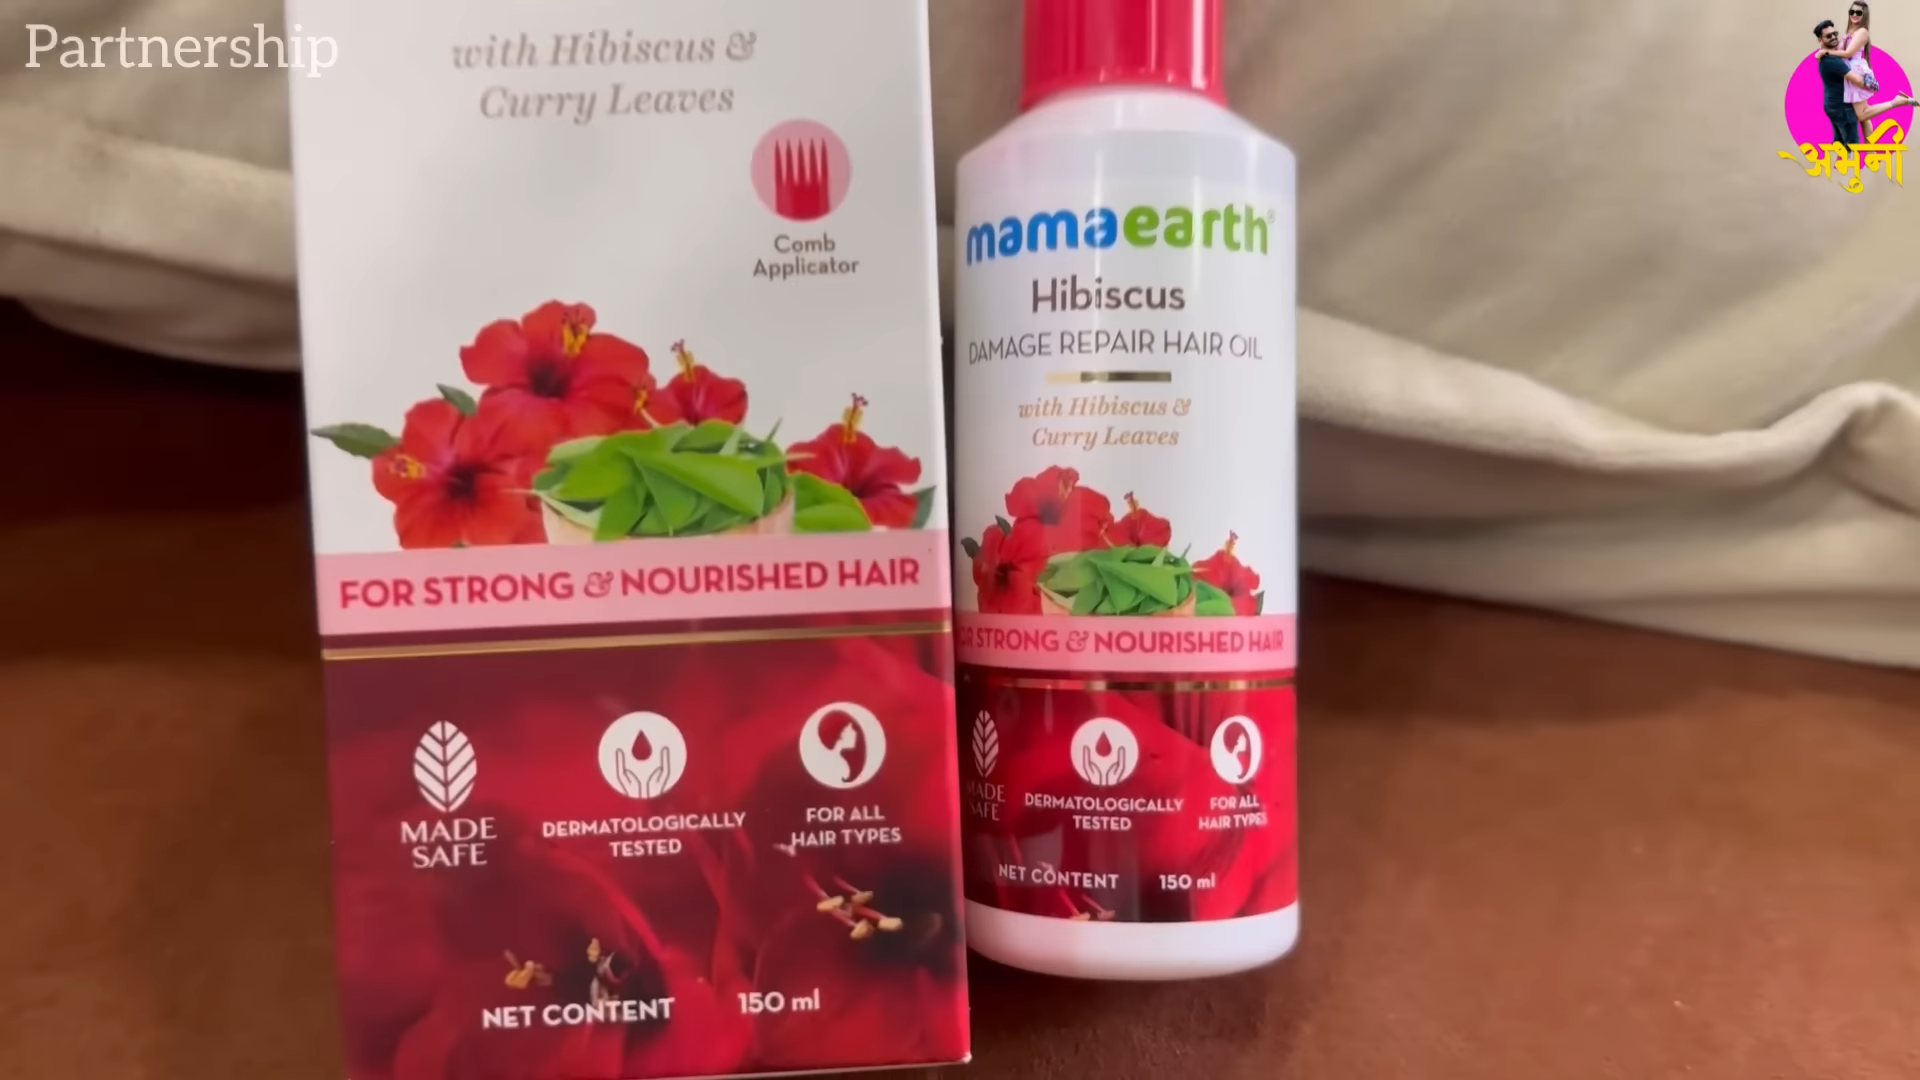 Partnership
with Hibiscus &
Curry Leaves
Comb
Applicator
FOR STRONG & NOURISHED HAIR
MADE
SAFE
DERMATOLOGICALLY
TESTED
FOR ALL
HAIR TYPES
NET CONTENT 150 ml
mamaearth
Hibiscus
DAMAGE REPAIR HAIR OIL
with Hibiscus &
Curry Leaves
FOR STRONG & NOURISHED HAIR
MADE
SAFE
DERMATOLOGICALLY
TESTED
FOR ALL
HAIR TYPES
NET CONTENT 150 ml
अभुनी